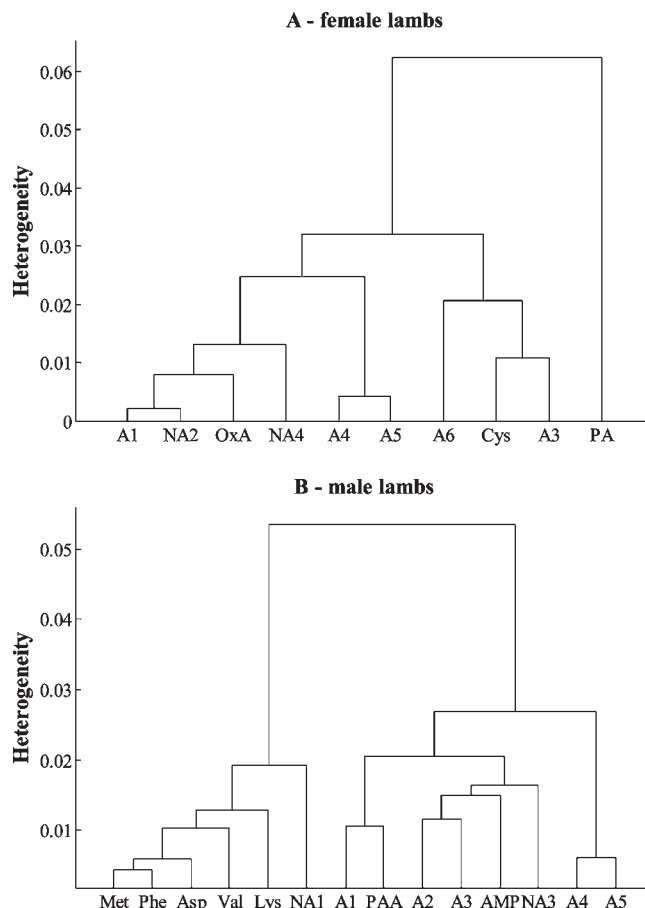 A - female lambs
0.06
0.05
0.04
0.03
0.02
0.01
0
Heterogeneity
A1 NA2 OxA NA4 A4 A5 A6 Cys A3 PA
B - male lambs
0.05
0.04
0.03
0.02
0.01
Heterogeneity
Met Phe Asp Val Lys NA1 A1 PAA A2 A3 AMP NA3 A4 A5